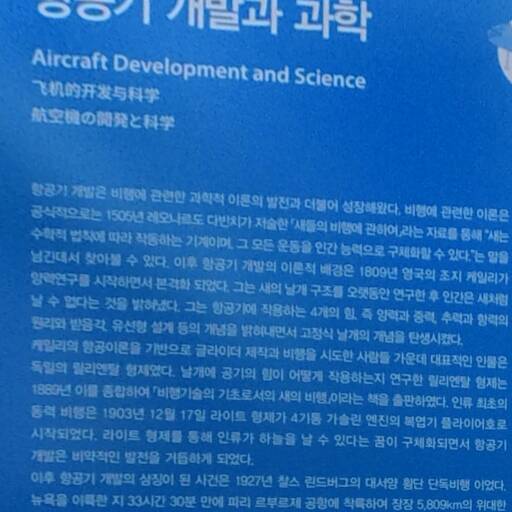 항공기 개발과 과학
Aircraft Development and Science
飞机的开发与科学
航空機の開発と科学
항공기 개발은 비행에 관련한 과학적 이론의 발전과 더불어 성장해왔다. 비행에 관련한 이론은
공식적으로는 1505년 레오나르도 다빈치가 저술한 「새들의 비행에 관하여」라는 자료를 통해 "새는
수학적 법칙에 따라 작동하는 기계이며, 그 모든 운동을 인간 능력으로 구체화할 수 있다."는 말을
남긴데서 찾아볼 수 있다. 이후 항공기 개발의 이론적 배경은 1809년 영국의 조지 케일리가
양력연구를 시작하면서 본격화 되었다. 그는 새의 날개 구조를 오랫동안 연구한 후 인간은 새처럼
날 수 없다는 것을 밝혀냈다. 그는 항공기에 작용하는 4개의 힘, 즉 양력과 중력, 추력과 항력의
원리와 받음각, 유선형 설계 등의 개념을 밝혀내면서 고정식 날개의 개념을 탄생시켰다.
케일리의 항공이론을 기반으로 글라이더 제작과 비행을 시도한 사람들 가운데 대표적인 인물은
독일의 릴리엔탈 형제였다. 날개에 공기의 힘이 어떻게 작용하는지 연구한 릴리엔탈 형제는
1889년 이를 종합하여 「비행기술의 기초로서의 새의 비행」이라는 책을 출판하였다. 인류 최초의
동력 비행은 1903년 12월 17일 라이트 형제가 4기통 가솔린 엔진의 복엽기 플라이어호로
시작되었다. 라이트 형제를 통해 인류가 하늘을 날 수 있다는 꿈이 구체화되면서 항공기
개발은 비약적인 발전을 거듭하게 되었다.
이후 항공기 개발의 상징이 된 사건은 1927년 찰스 린드버그의 대서양 횡단 단독비행 이었다.
뉴욕을 이륙한 지 33시간 30분 만에 파리 르부르제 공항에 착륙하여 장장 5,809km의 위대한